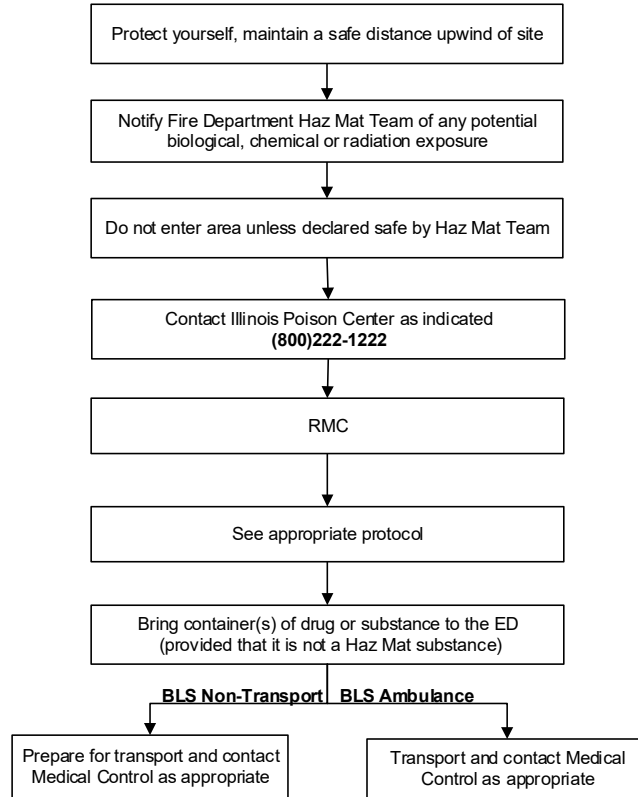 Protect yourself, maintain a safe distance upwind of site
Notify Fire Department Haz Mat Team of any potential
biological, chemical or radiation exposure
Do not enter area unless declared safe by Haz Mat Team
Contact Illinois Poison Center as indicated
(800)222-1222
RMC
See appropriate protocol
Bring container(s) of drug or substance to the ED
(provided that it is not a Haz Mat substance)
BLS Non-Transport
BLS Ambulance
Prepare for transport and contact
Medical Control as appropriate
Transport and contact Medical
Control as appropriate